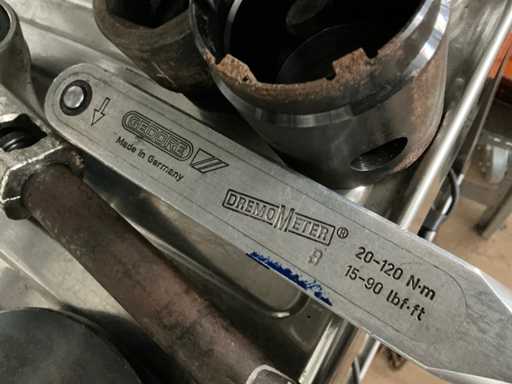 GEDORE
Made in Germany
DREMOMETER®
B
20-120 N·m
15-90 lbf·ft